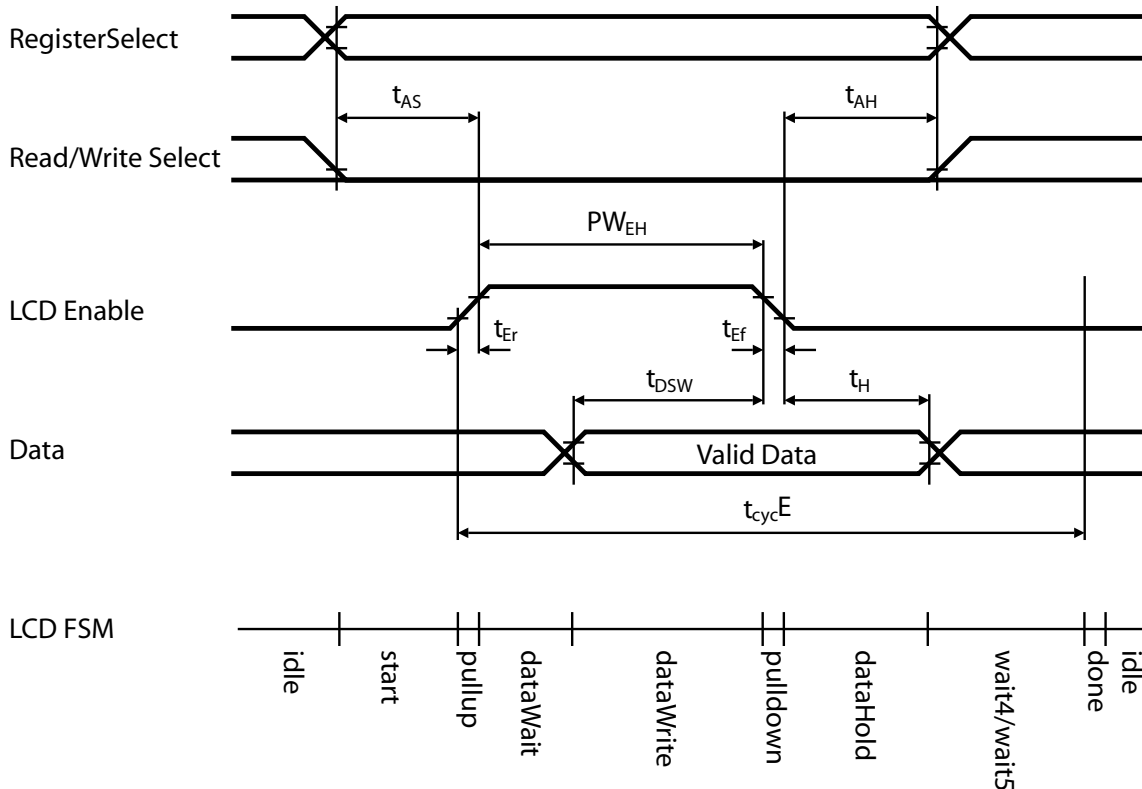 RegisterSelect
tAS
tAH
Read/Write Select
PWEH
LCD Enable
tEr
tEf
tDSW
tH
Data
Valid Data
tcycE
LCD FSM
idle
start
pullup
dataWait
dataWrite
pulldown
dataHold
wait4/wait5
done
idle